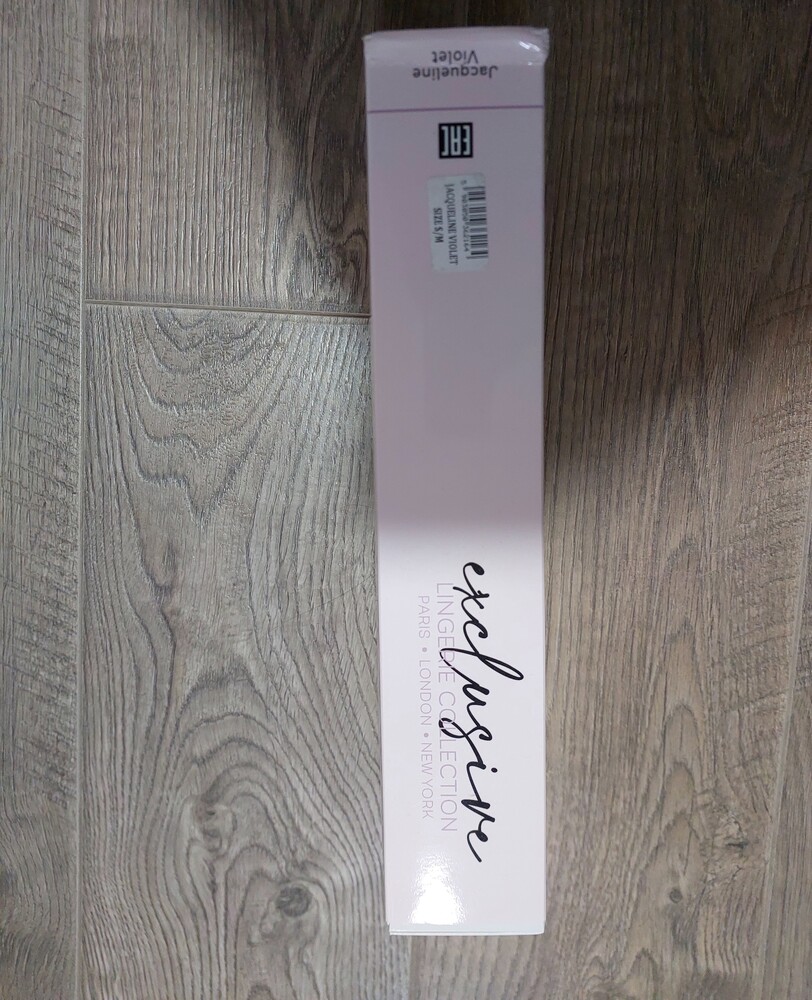 Jacqueline
Violet
EAC
JACQUELINE VIOLET
SIZE S/M
exclusive
LINGERIE COLLECTION
PARIS • LONDON • NEW YORK